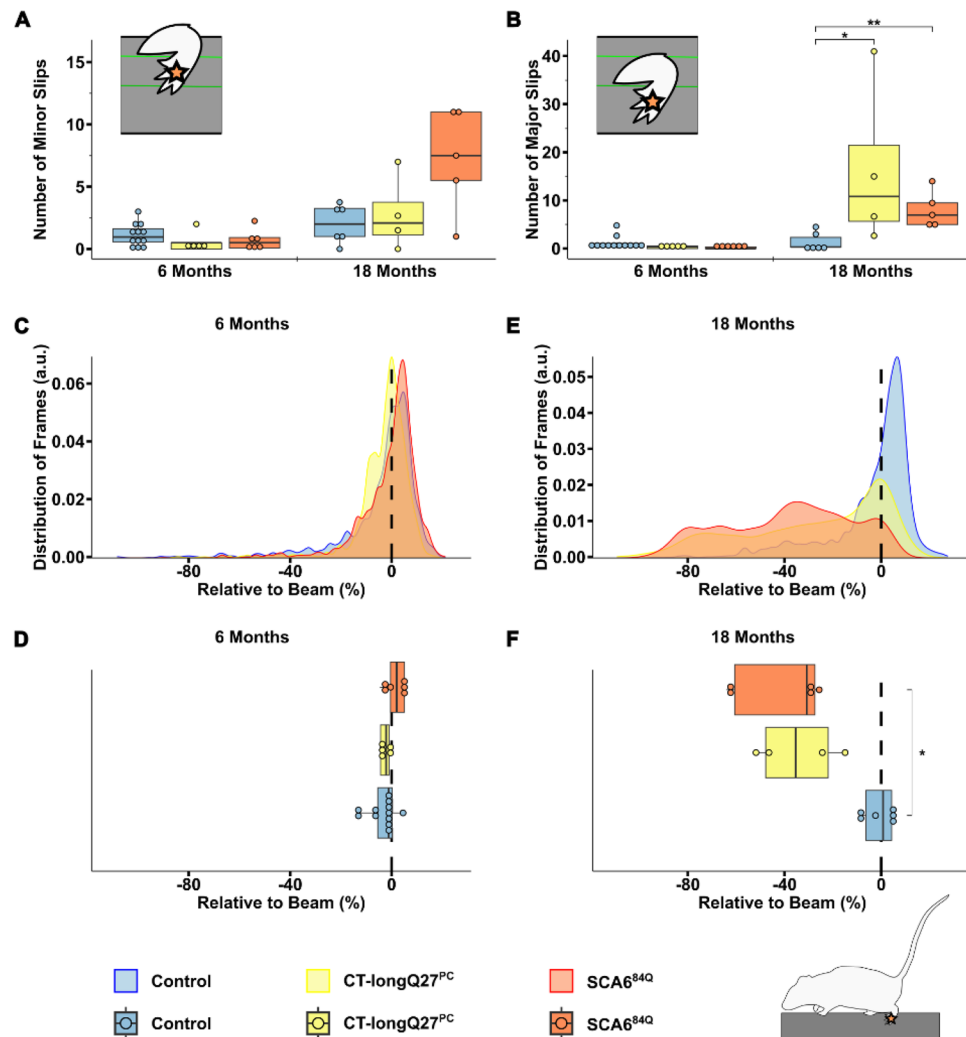 A
B
Number of Minor Slips
15
10
5
0
6 Months
18 Months
Number of Major Slips
40
30
20
10
0
*
**
6 Months
18 Months
C
6 Months
Distribution of Frames (a.u.)
0.06
0.04
0.02
0.00
-80
-40
0
Relative to Beam (%)
E
18 Months
Distribution of Frames (a.u.)
0.05
0.04
0.03
0.02
0.01
0.00
-80
-40
0
Relative to Beam (%)
D
6 Months
-80
-40
0
Relative to Beam (%)
F
18 Months
*
-80
-40
0
Relative to Beam (%)
Control
CT-longQ27PC
SCA684Q
Control
CT-longQ27PC
SCA684Q